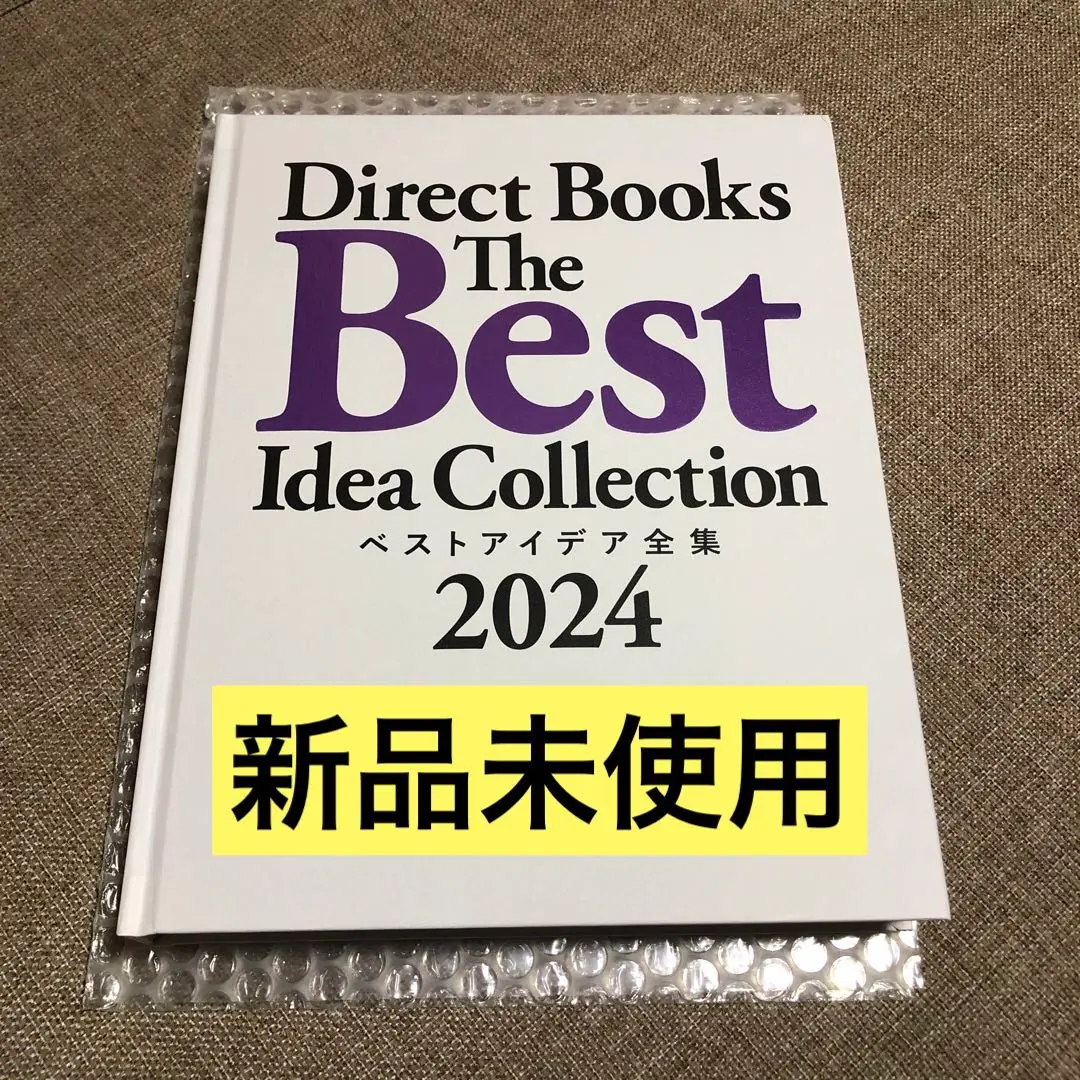 Direct Books
The
Best
Idea Collection
ベストアイデア全集
2024
新品未使用